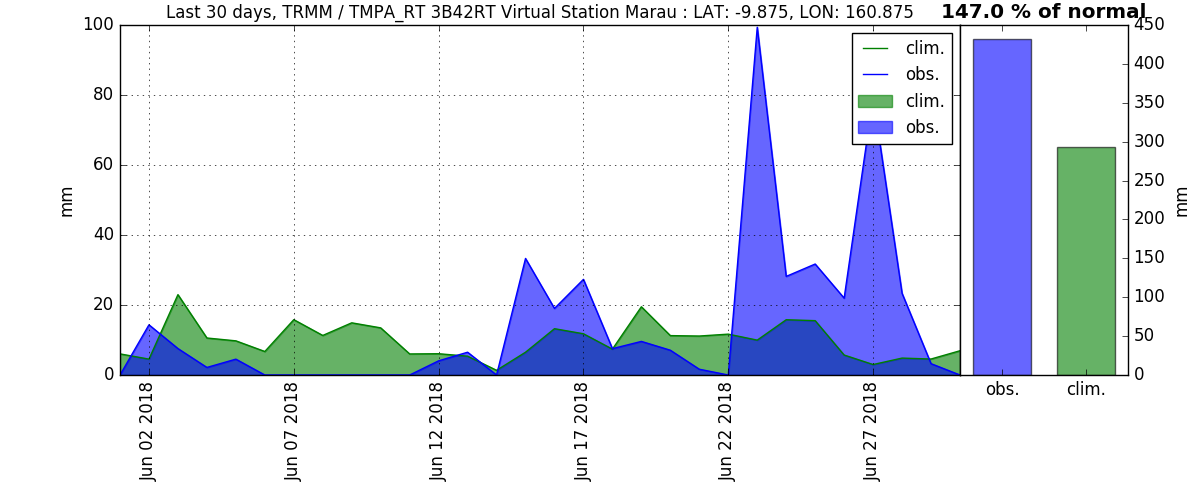 Last 30 days, TRMM / TMPA_RT 3B42RT Virtual Station Marau : LAT: -9.875, LON: 160.875
147.0 % of normal
100
80
60
40
20
0
mm
clim.
obs.
clim.
obs.
Jun 02 2018
Jun 07 2018
Jun 12 2018
Jun 17 2018
Jun 22 2018
Jun 27 2018
450
400
350
300
250
200
150
100
50
0
mm
obs.
clim.